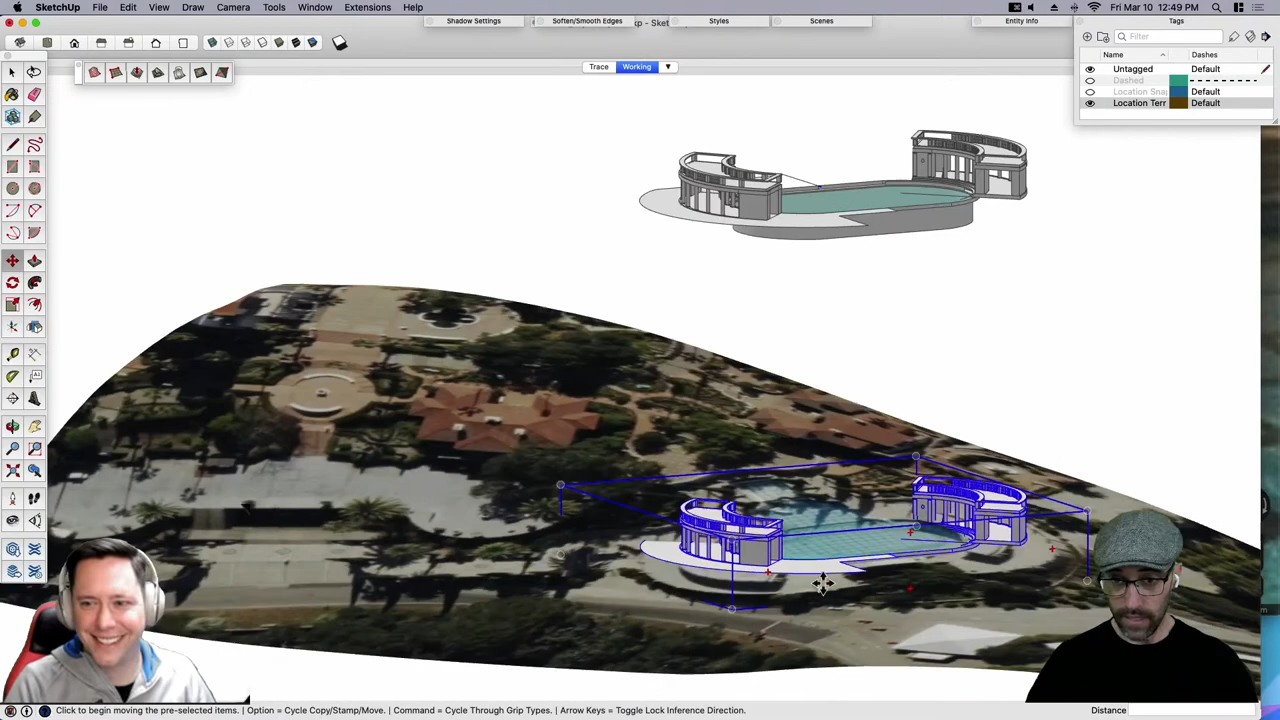 SketchUp File Edit View Draw Camera Tools Window Extensions Help
Fri Mar 10 12:49 PM
Shadow Settings
Soften/Smooth Edges
Styles
Scenes
Entity Info
Tags
Filter
Name Dashes
Untagged Default
Dashed
Location Sna Default
Location Terr Default
Trace Working
Click to begin moving the pre-selected items. | Option = Cycle Copy/Stamp/Move. | Command = Cycle Through Grip Types. | Arrow Keys = Toggle Lock Inference Direction.
Distance